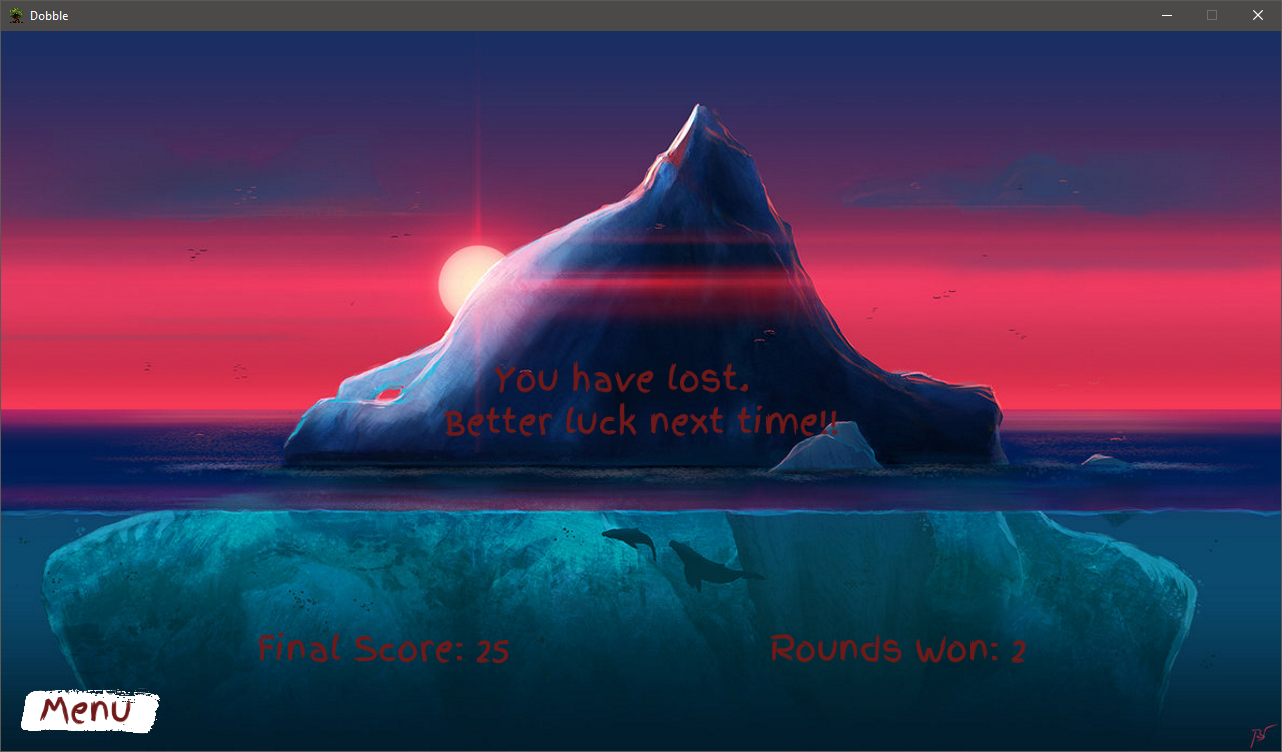 Dobble
You have lost.
Better luck next time!!
Final Score: 25
Rounds Won: 2
Menu